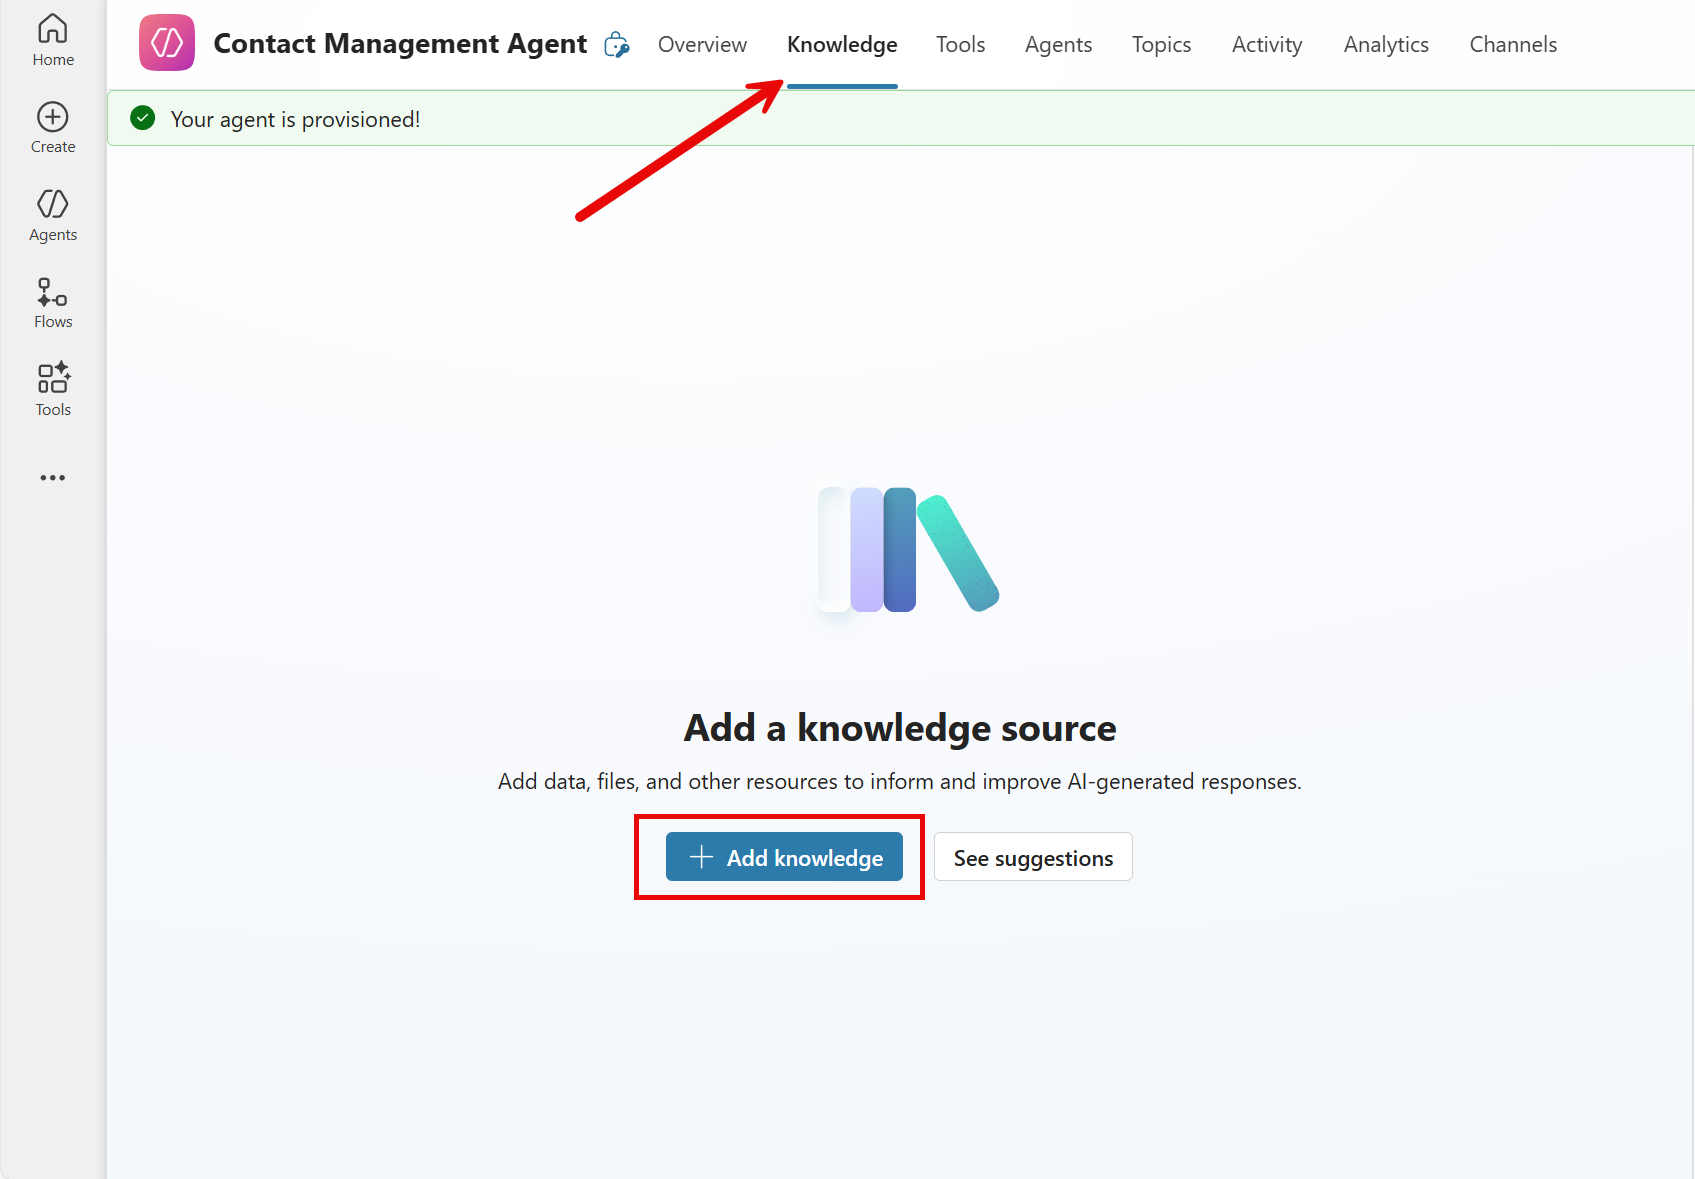 Home
Create
Agents
Flows
Tools
Contact Management Agent
Overview
Knowledge
Tools
Agents
Topics
Activity
Analytics
Channels
Your agent is provisioned!
Add a knowledge source
Add data, files, and other resources to inform and improve AI-generated responses.
Add knowledge
See suggestions